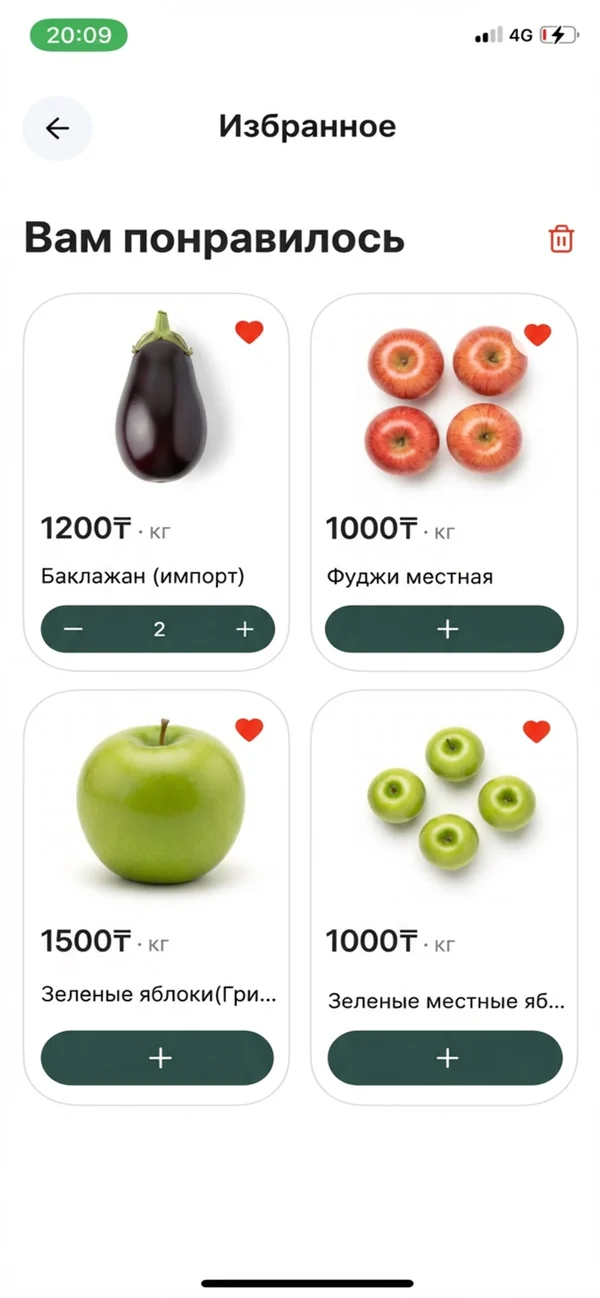 20:09
4G
Избранное
Вам понравилось
1200₸ · кг
Баклажан (импорт)
2
1000₸ · кг
Фуджи местная
1500₸ · кг
Зеленые яблоки(Гри...
1000₸ · кг
Зеленые местные яб...